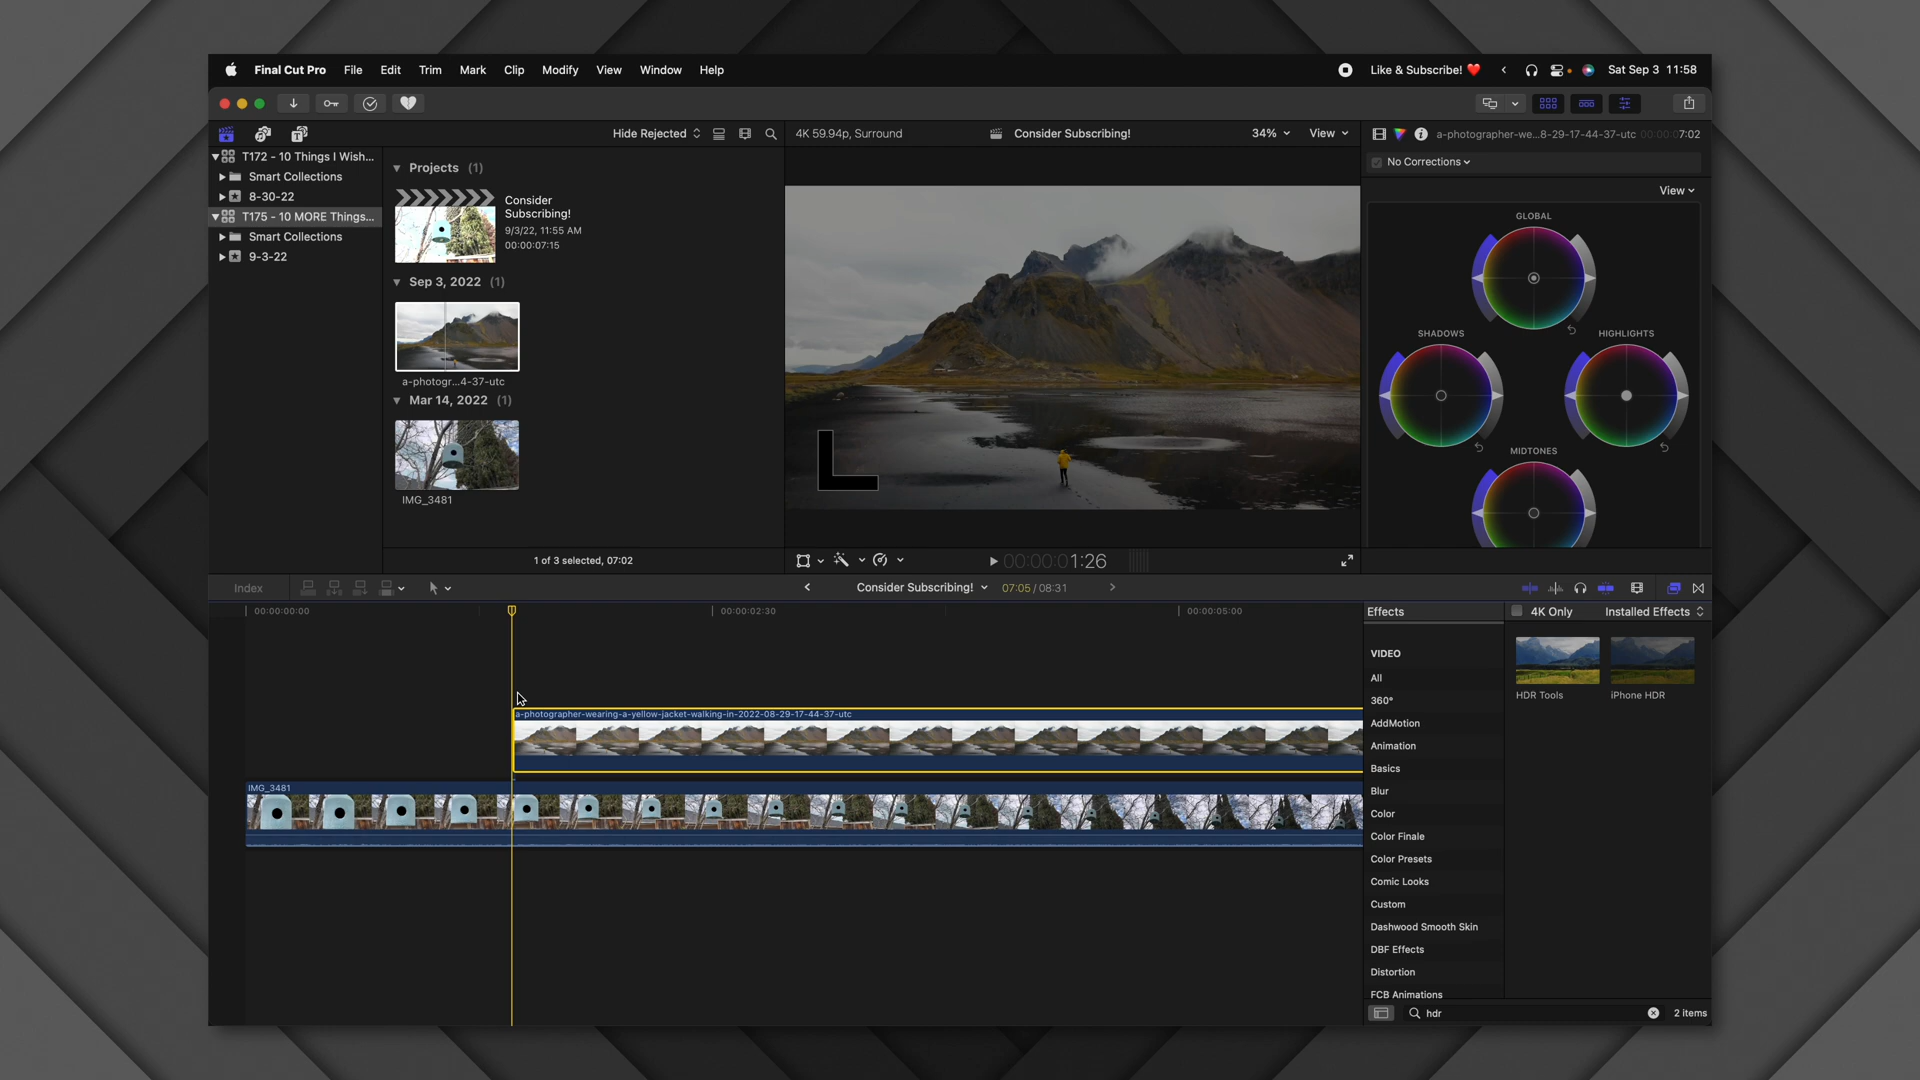 Final Cut Pro File Edit Trim Mark Clip Modify View Window Help
Like & Subscribe! ❤️ Sat Sep 3 11:58
Hide Rejected
4K 59.94p, Surround
Consider Subscribing!
34% View
a-photographer-we...8-29-17-44-37-utc 00:00:07:02
T172 - 10 Things I Wish...
Smart Collections
8-30-22
T175 - 10 MORE Things...
Smart Collections
9-3-22
Projects (1)
Consider
Subscribing!
9/3/22, 11:55 AM
00:00:07:15
Sep 3, 2022 (1)
a-photogr...4-37-utc
Mar 14, 2022 (1)
IMG_3481
1 of 3 selected, 07:02
00:00:01:26
No Corrections
View
GLOBAL
SHADOWS
HIGHLIGHTS
MIDTONES
Index
Consider Subscribing! 07:05 / 08:31
00:00:00:00
00:00:02:30
00:00:05:00
a-photographer-wearing-a-yellow-jacket-walking-in-2022-08-29-17-44-37-utc
IMG_3481
Effects
4K Only
Installed Effects
VIDEO
All
360°
AddMotion
Animation
Basics
Blur
Color
Color Finale
Color Presets
Comic Looks
Custom
Dashwood Smooth Skin
DBF Effects
Distortion
FCB Animations
HDR Tools
iPhone HDR
hdr
2 items